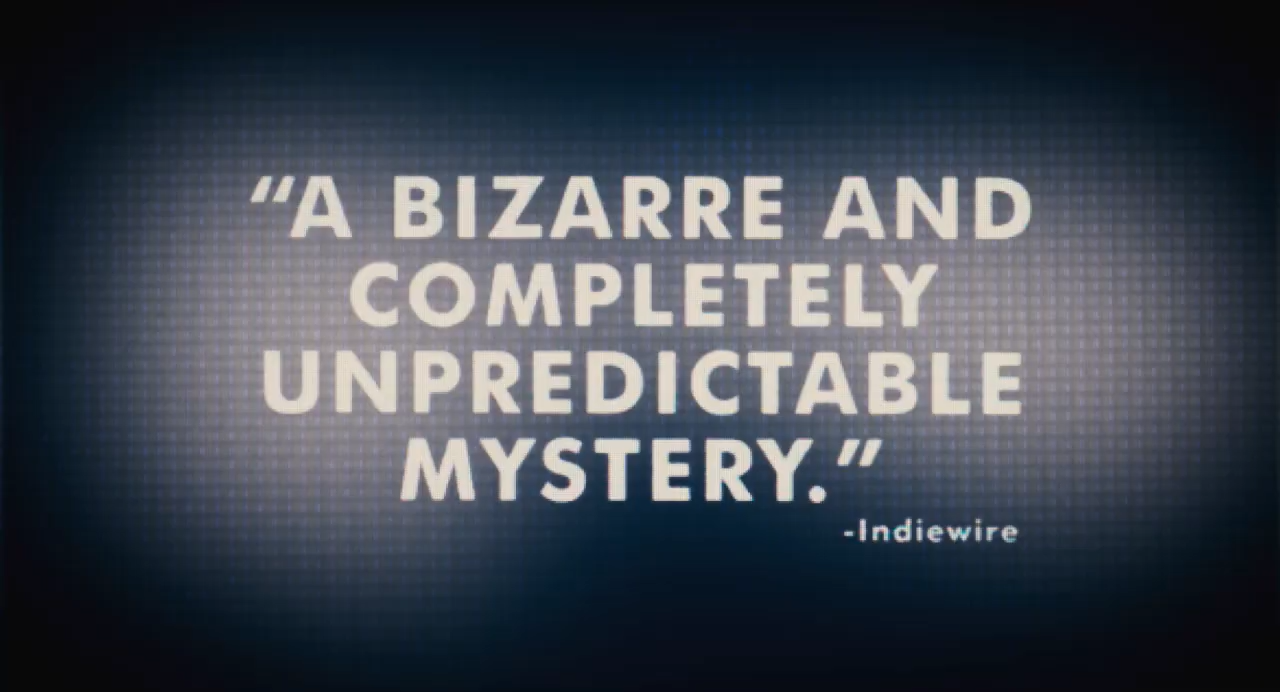 “A BIZARRE AND
COMPLETELY
UNPREDICTABLE
MYSTERY.”
-Indiewire